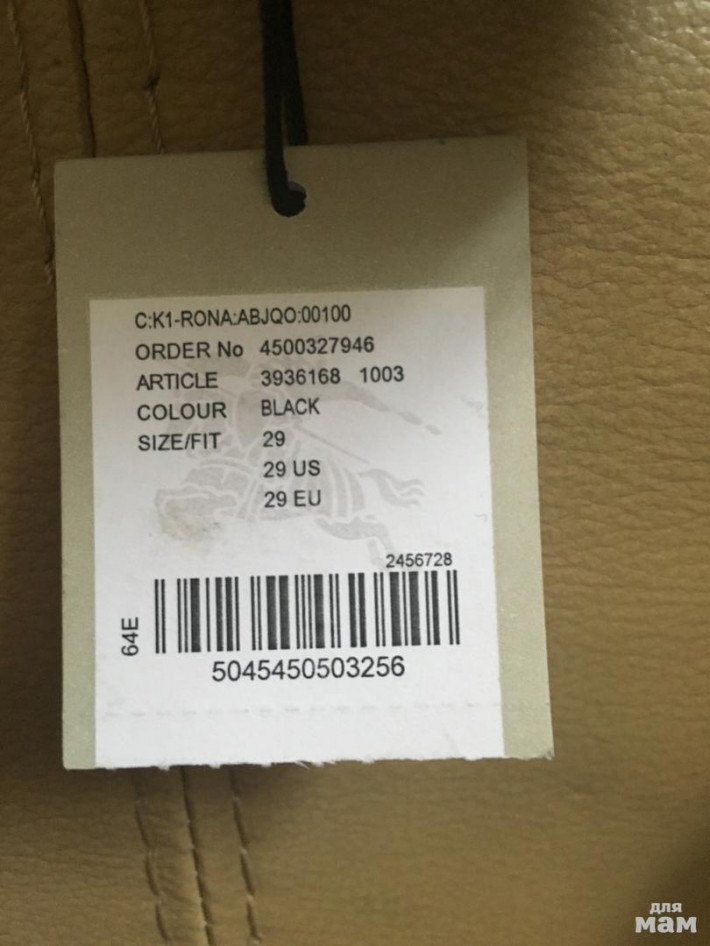 C:K1-RONA:ABJQO:00100
ORDER No 4500327946
ARTICLE 3936168 1003
COLOUR BLACK
SIZE/FIT 29
29 US
29 EU
2456728
64E
5045450503256
для
мам